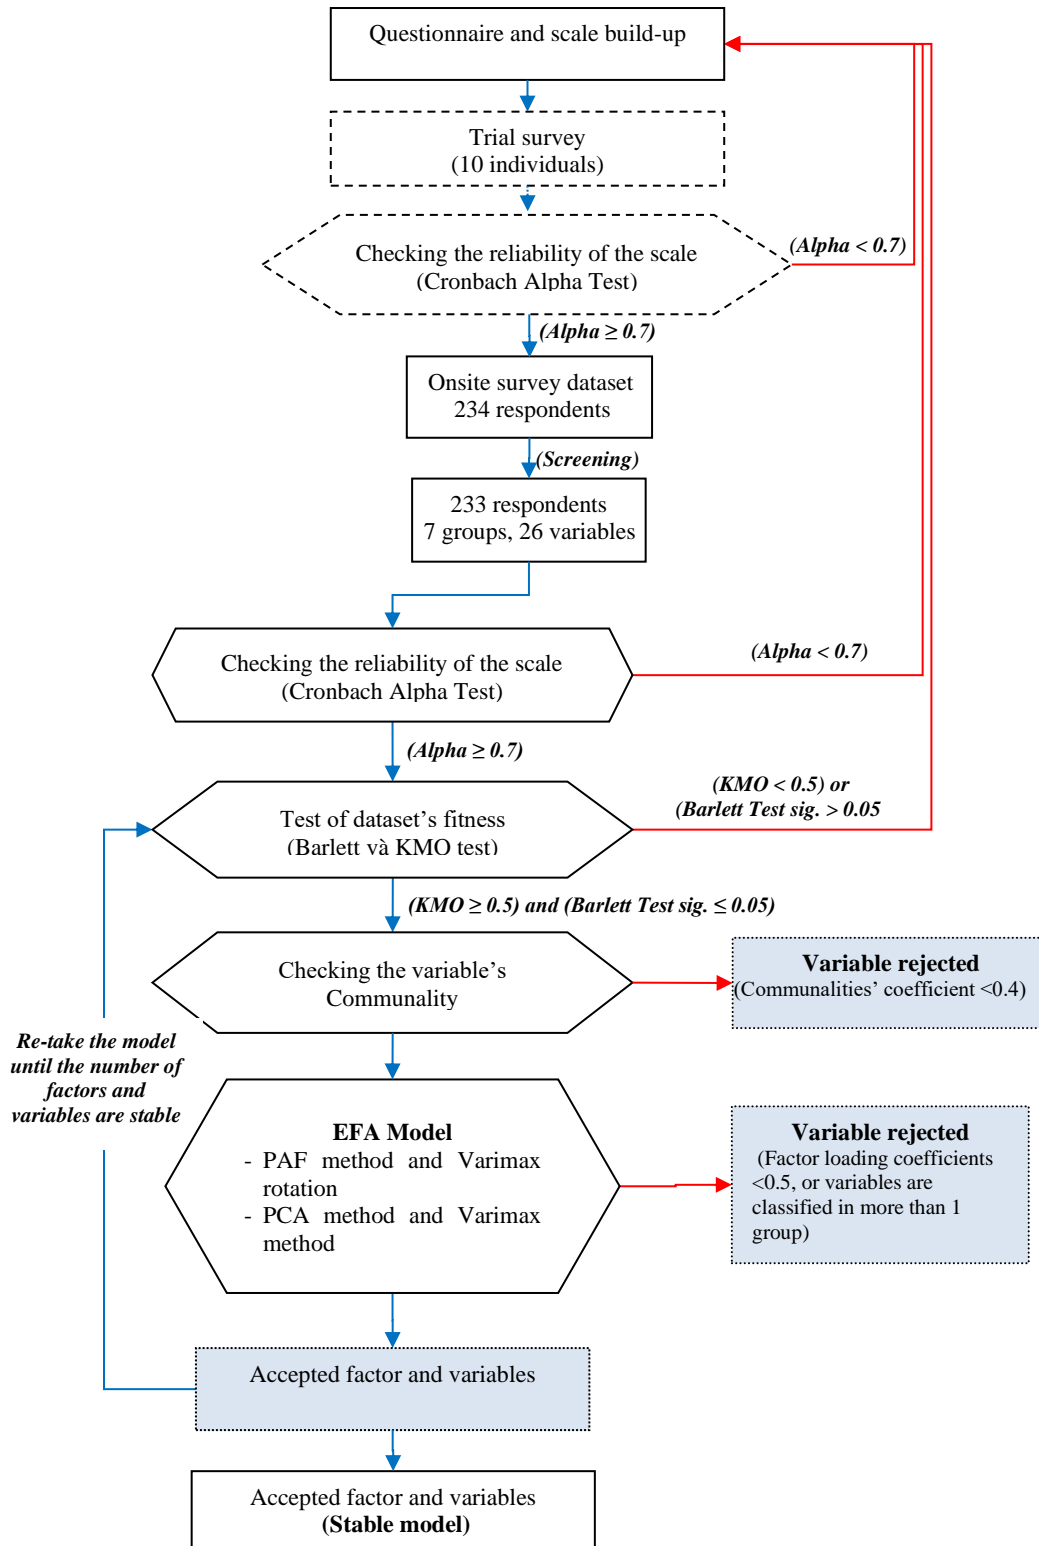 Questionnaire and scale build-up
Trial survey
(10 individuals)
Checking the reliability of the scale
(Cronbach Alpha Test)
(Alpha < 0.7)
(Alpha ≥ 0.7)
Onsite survey dataset
234 respondents
(Screening)
233 respondents
7 groups, 26 variables
Checking the reliability of the scale
(Cronbach Alpha Test)
(Alpha < 0.7)
(Alpha ≥ 0.7)
Test of dataset's fitness
(Barlett và KMO test)
(KMO < 0.5) or
(Barlett Test sig. > 0.05
(KMO ≥ 0.5) and (Barlett Test sig. ≤ 0.05)
Checking the variable's
Communality
Variable rejected
(Communalities' coefficient <0.4)
Re-take the model
until the number of
factors and
variables are stable
EFA Model
- PAF method and Varimax
rotation
- PCA method and Varimax
method
Variable rejected
(Factor loading coefficients
<0.5, or variables are
classified in more than 1
group)
Accepted factor and variables
Accepted factor and variables
(Stable model)